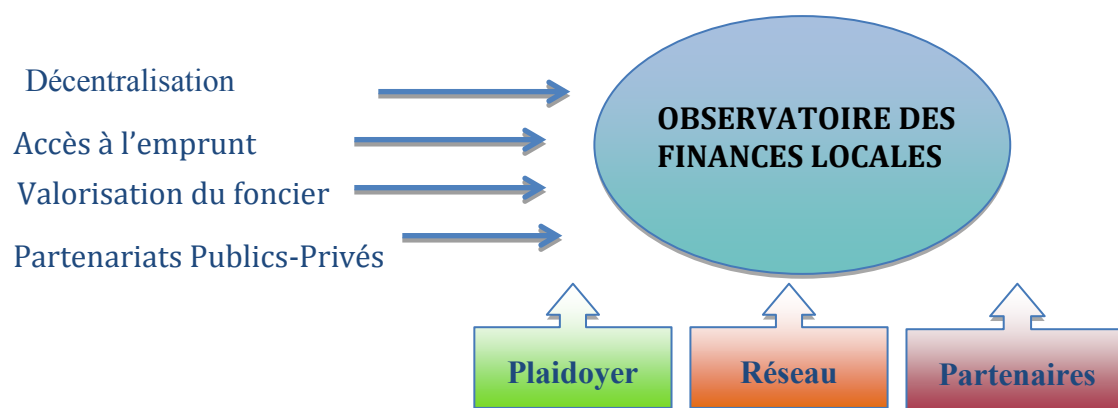 Décentralisation
Accès à l’emprunt
Valorisation du foncier
Partenariats Publics-Privés
OBSERVATOIRE DES
FINANCES LOCALES
Plaidoyer
Réseau
Partenaires